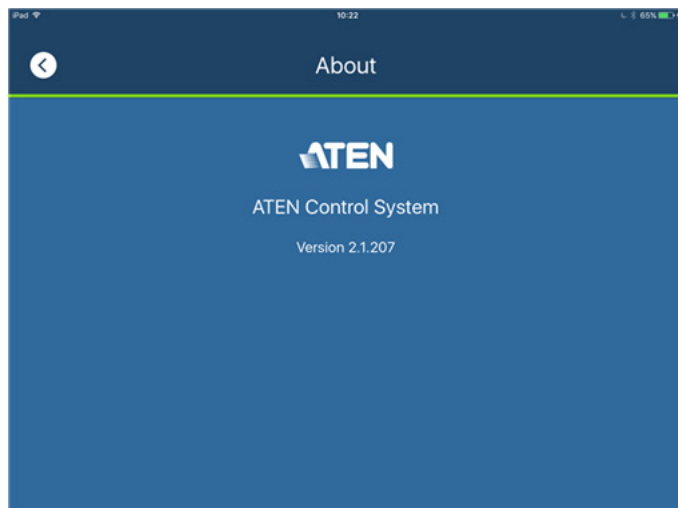 iPad 10:22 65%
About
ATEN
ATEN Control System
Version 2.1.207